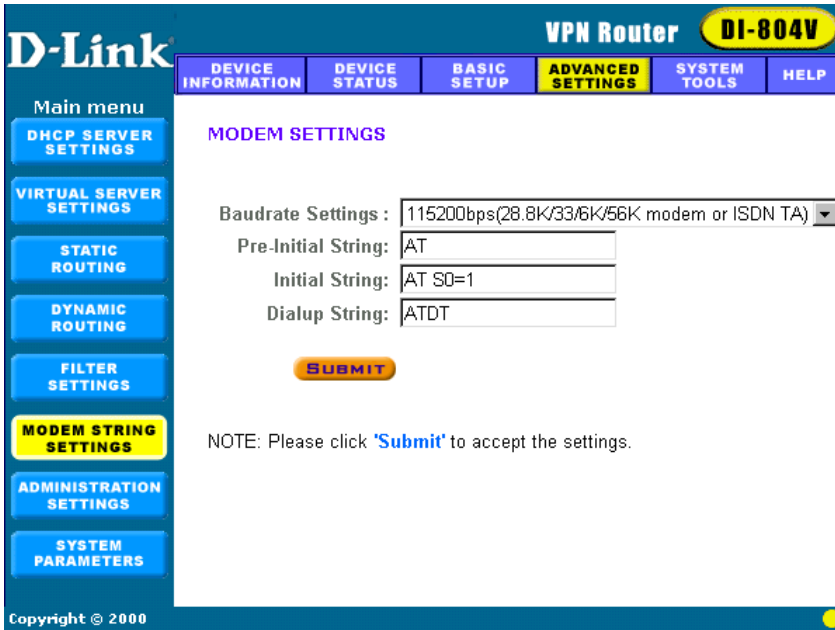 D-Link
VPN Router DI-804V
DEVICE INFORMATION
DEVICE STATUS
BASIC SETUP
ADVANCED SETTINGS
SYSTEM TOOLS
HELP
Main menu
DHCP SERVER
SETTINGS
VIRTUAL SERVER
SETTINGS
STATIC
ROUTING
DYNAMIC
ROUTING
FILTER
SETTINGS
MODEM STRING
SETTINGS
ADMINISTRATION
SETTINGS
SYSTEM
PARAMETERS
Copyright © 2000
MODEM SETTINGS
Baudrate Settings : 115200bps(28.8K/33/6K/56K modem or ISDN TA)
Pre-Initial String: AT
Initial String: AT S0=1
Dialup String: ATDT
SUBMIT
NOTE: Please click 'Submit' to accept the settings.